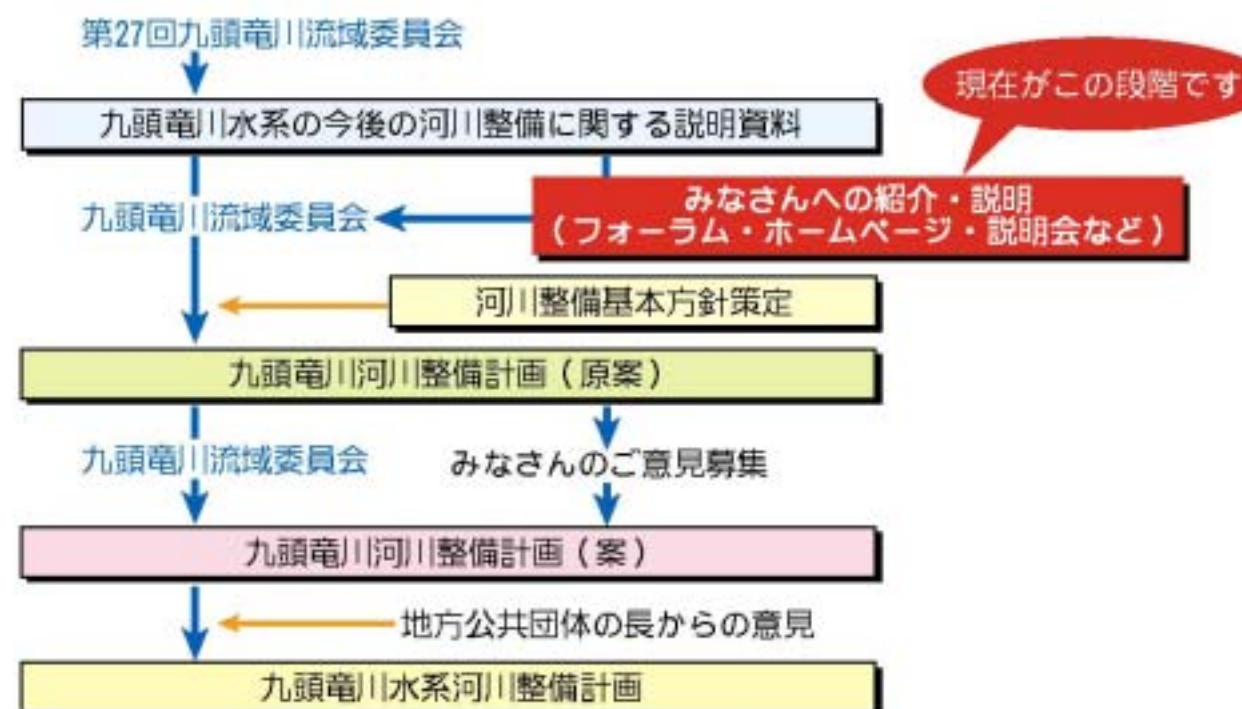 第27回九頭竜川流域委員会
現在がこの段階です
九頭竜川水系の今後の河川整備に関する説明資料
みなさんへの紹介・説明
（フォーラム・ホームページ・説明会など）
九頭竜川流域委員会
河川整備基本方針策定
九頭竜川河川整備計画（原案）
九頭竜川流域委員会
みなさんのご意見募集
九頭竜川河川整備計画（案）
地方公共団体の長からの意見
九頭竜川水系河川整備計画